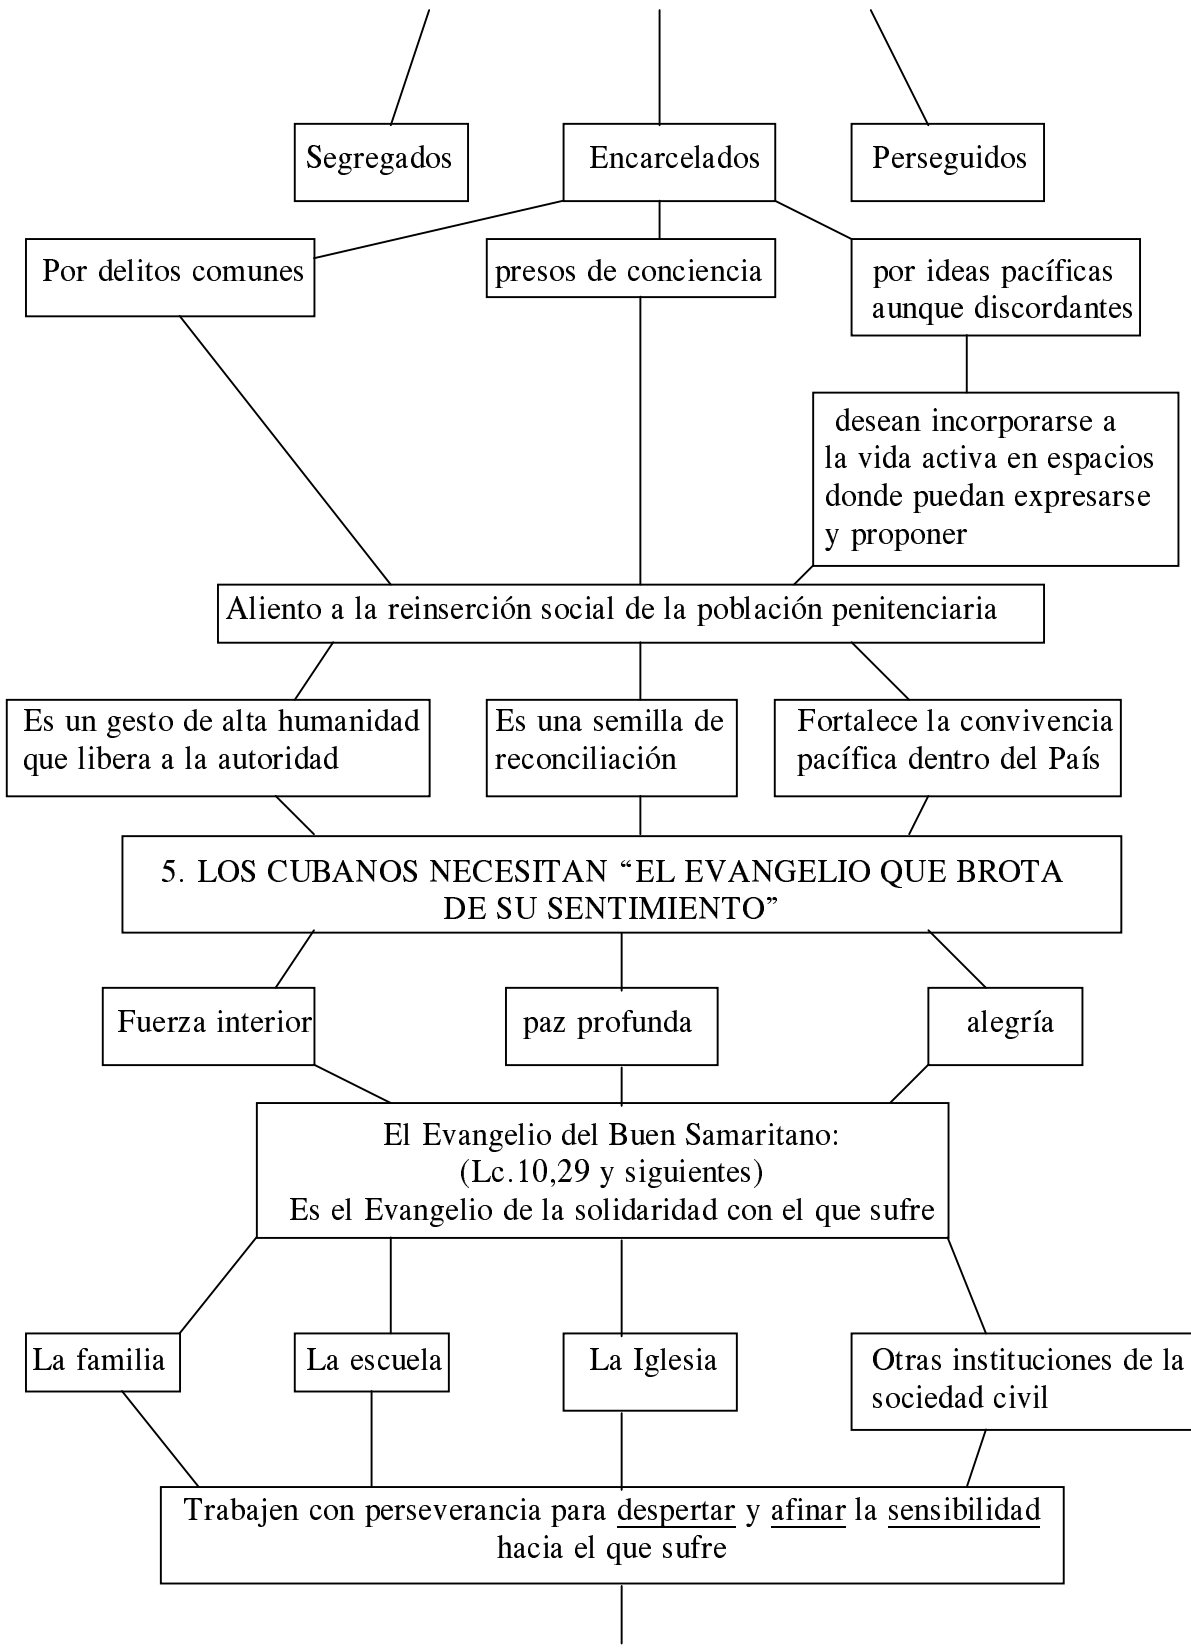 Segregados
Encarcelados
Perseguidos
Por delitos comunes
presos de conciencia
por ideas pacíficas
aunque discordantes
desean incorporarse a
la vida activa en espacios
donde puedan expresarse
y proponer
Aliento a la reinserción social de la población penitenciaria
Es un gesto de alta humanidad
que libera a la autoridad
Es una semilla de
reconciliación
Fortalece la convivencia
pacífica dentro del País
5. LOS CUBANOS NECESITAN “EL EVANGELIO QUE BROTA
DE SU SENTIMIENTO”
Fuerza interior
paz profunda
alegría
El Evangelio del Buen Samaritano:
(Lc.10,29 y siguientes)
Es el Evangelio de la solidaridad con el que sufre
La familia
La escuela
La Iglesia
Otras instituciones de la
sociedad civil
Trabajen con perseverancia para despertar y afinar la sensibilidad
hacia el que sufre